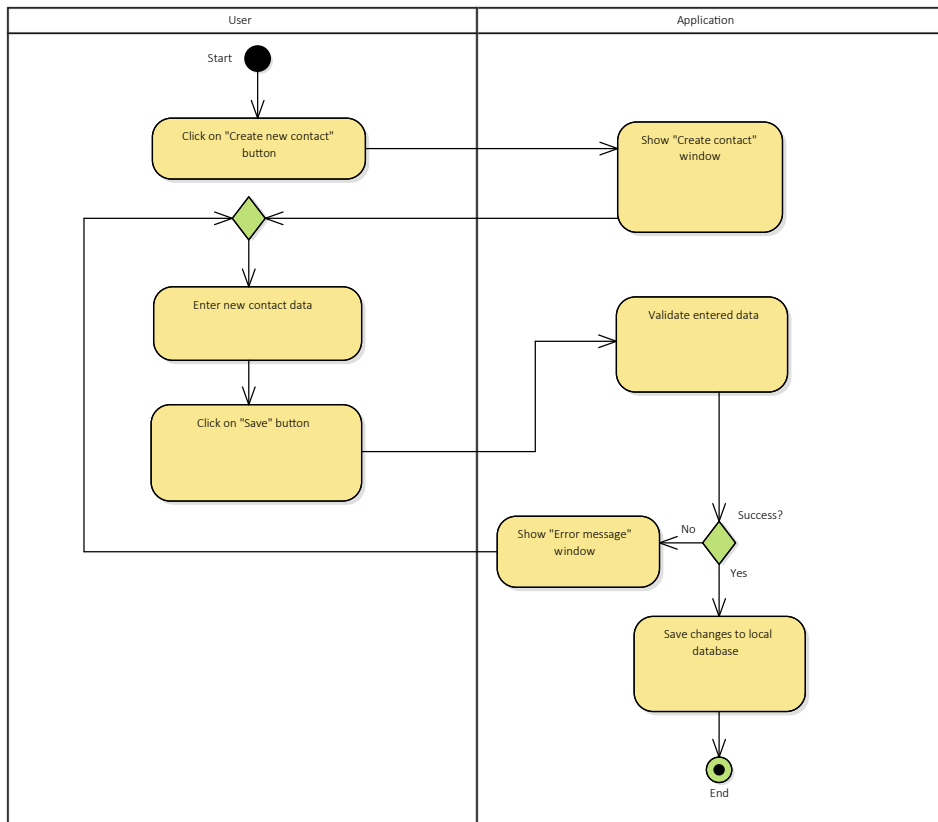 User
Application
Start
Click on "Create new contact"
button
Show "Create contact"
window
Enter new contact data
Validate entered data
Click on "Save" button
Success?
No
Show "Error message"
window
Yes
Save changes to local
database
End